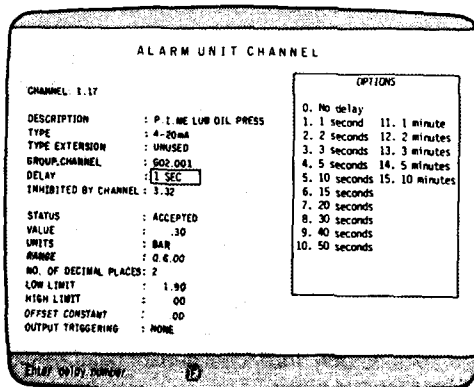 ALARM UNIT CHANNEL
CHANNEL: 1.17
DESCRIPTION : P.I.ME LUB OIL PRESS
TYPE : 4-20mA
TYPE EXTENSION : UNUSED
GROUP,CHANNEL : G02.001
DELAY : 1 SEC
INHIBITED BY CHANNEL : 3.32
STATUS : ACCEPTED
VALUE : .30
UNITS : BAR
RANGE : 0.6.00
NO. OF DECIMAL PLACES: 2
LOW LIMIT : 1.90
HIGH LIMIT : 00
OFFSET CONSTANT : 00
OUTPUT TRIGGERING : NONE
OPTIONS
0. No delay
1. 1 second 11. 1 minute
2. 2 seconds 12. 2 minutes
3. 3 seconds 13. 3 minutes
4. 5 seconds 14. 5 minutes
5. 10 seconds 15. 10 minutes
6. 15 seconds
7. 20 seconds
8. 30 seconds
9. 40 seconds
10. 50 seconds
Enter delay number